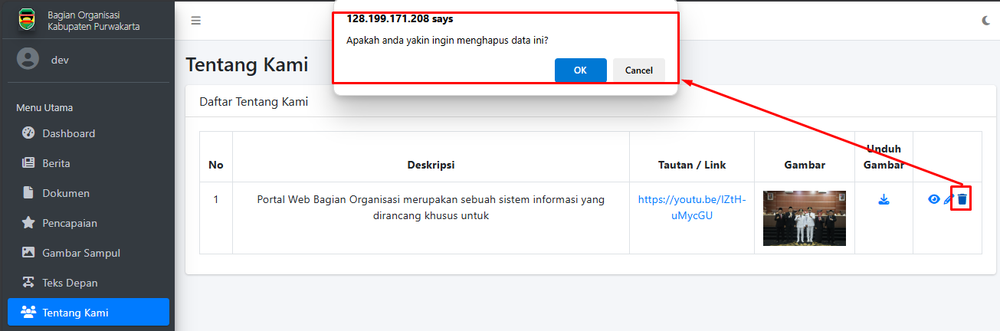 Bagian Organisasi
Kabupaten Purwakarta
dev
Menu Utama
Dashboard
Berita
Dokumen
Pencapaian
Gambar Sampul
Teks Depan
Tentang Kami
128.199.171.208 says
Apakah anda yakin ingin menghapus data ini?
OK
Cancel
Tentang Kami
Daftar Tentang Kami
No
Deskripsi
Tautan / Link
Gambar
Unduh
Gambar
1
Portal Web Bagian Organisasi merupakan sebuah sistem informasi yang
dirancang khusus untuk
https://youtu.be/lZtH-
uMycGU